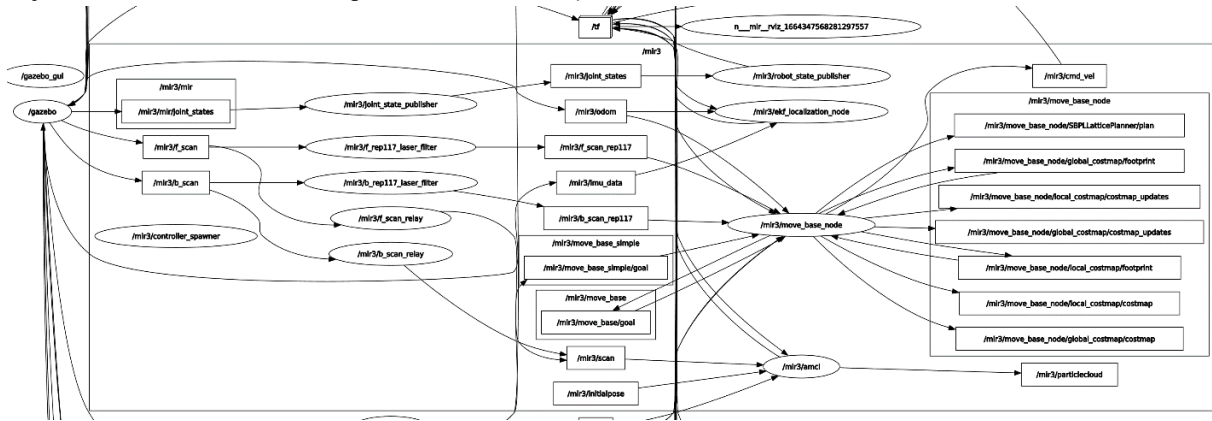 /tf
n___mir__rviz_1664347568281297557
/mir3
/gazebo_gui
/mir3/mir
/mir3/joint_states
/mir3/robot_state_publisher
/mir3/cmd_vel
/gazebo
/mir3/mir/joint_states
/mir3/joint_state_publisher
/mir3/odom
/mir3/ekf_localization_node
/mir3/move_base_node
/mir3/move_base_node/SBPLLatticePlanner/plan
/mir3/f_scan
/mir3/f_rep117_laser_filter
/mir3/f_scan_rep117
/mir3/move_base_node/global_costmap/footprint
/mir3/b_scan
/mir3/b_rep117_laser_filter
/mir3/imu_data
/mir3/move_base_node/local_costmap/costmap_updates
/mir3/f_scan_relay
/mir3/b_scan_rep117
/mir3/move_base_node
/mir3/move_base_node/global_costmap/costmap_updates
/mir3/controller_spawner
/mir3/b_scan_relay
/mir3/move_base_simple
/mir3/move_base_simple/goal
/mir3/move_base_node/local_costmap/footprint
/mir3/move_base
/mir3/move_base/goal
/mir3/move_base_node/local_costmap/costmap
/mir3/move_base_node/global_costmap/costmap
/mir3/scan
/mir3/amcl
/mir3/particlecloud
/mir3/initialpose